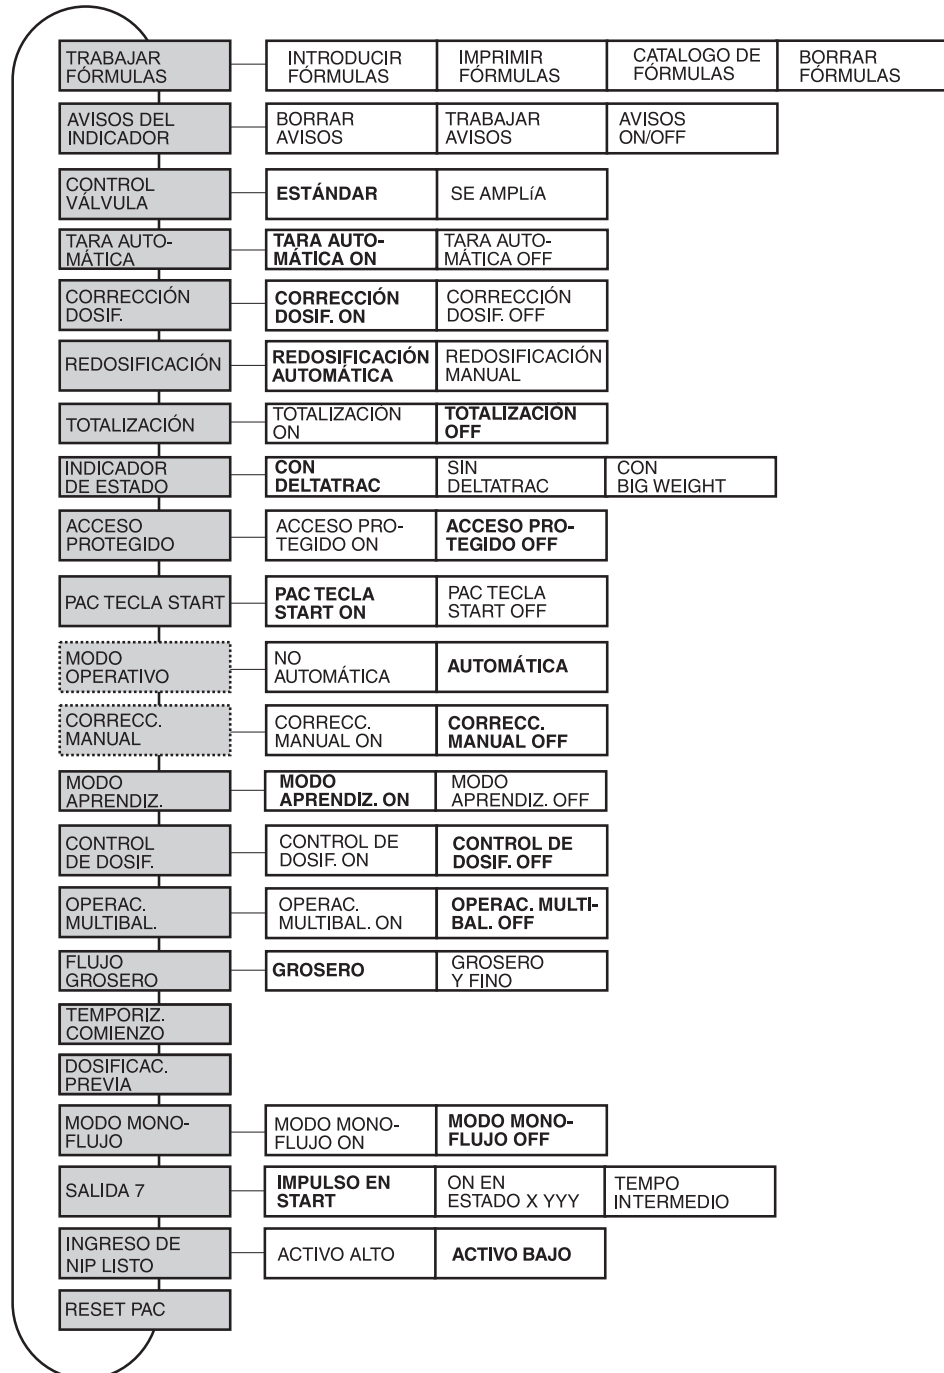 TRABAJAR
FÓRMULAS
INTRODUCIR
FÓRMULAS
IMPRIMIR
FÓRMULAS
CATALOGO DE
FÓRMULAS
BORRAR
FÓRMULAS
AVISOS DEL
INDICADOR
BORRAR
AVISOS
TRABAJAR
AVISOS
AVISOS
ON/OFF
CONTROL
VÁLVULA
ESTÁNDAR
SE AMPLíA
TARA AUTO-
MÁTICA
TARA AUTO-
MÁTICA ON
TARA AUTO-
MÁTICA OFF
CORRECCIÓN
DOSIF.
CORRECCIÓN
DOSIF. ON
CORRECCIÓN
DOSIF. OFF
REDOSIFICACIÓN
REDOSIFICACIÓN
AUTOMÁTICA
REDOSIFICACIÓN
MANUAL
TOTALIZACIÓN
TOTALIZACIÓN
ON
TOTALIZACIÓN
OFF
INDICADOR
DE ESTADO
CON
DELTATRAC
SIN
DELTATRAC
CON
BIG WEIGHT
ACCESO
PROTEGIDO
ACCESO PRO-
TEGIDO ON
ACCESO PRO-
TEGIDO OFF
PAC TECLA START
PAC TECLA
START ON
PAC TECLA
START OFF
MODO
OPERATIVO
NO
AUTOMÁTICA
AUTOMÁTICA
CORRECC.
MANUAL
CORRECC.
MANUAL ON
CORRECC.
MANUAL OFF
MODO
APRENDIZ.
MODO
APRENDIZ. ON
MODO
APRENDIZ. OFF
CONTROL
DE DOSIF.
CONTROL DE
DOSIF. ON
CONTROL DE
DOSIF. OFF
OPERAC.
MULTIBAL.
OPERAC.
MULTIBAL. ON
OPERAC. MULTI-
BAL. OFF
FLUJO
GROSERO
GROSERO
GROSERO
Y FINO
TEMPORIZ.
COMIENZO
DOSIFICAC.
PREVIA
MODO MONO-
FLUJO
MODO MONO-
FLUJO ON
MODO MONO-
FLUJO OFF
SALIDA 7
IMPULSO EN
START
ON EN
ESTADO X YYY
TEMPO
INTERMEDIO
INGRESO DE
NIP LISTO
ACTIVO ALTO
ACTIVO BAJO
RESET PAC